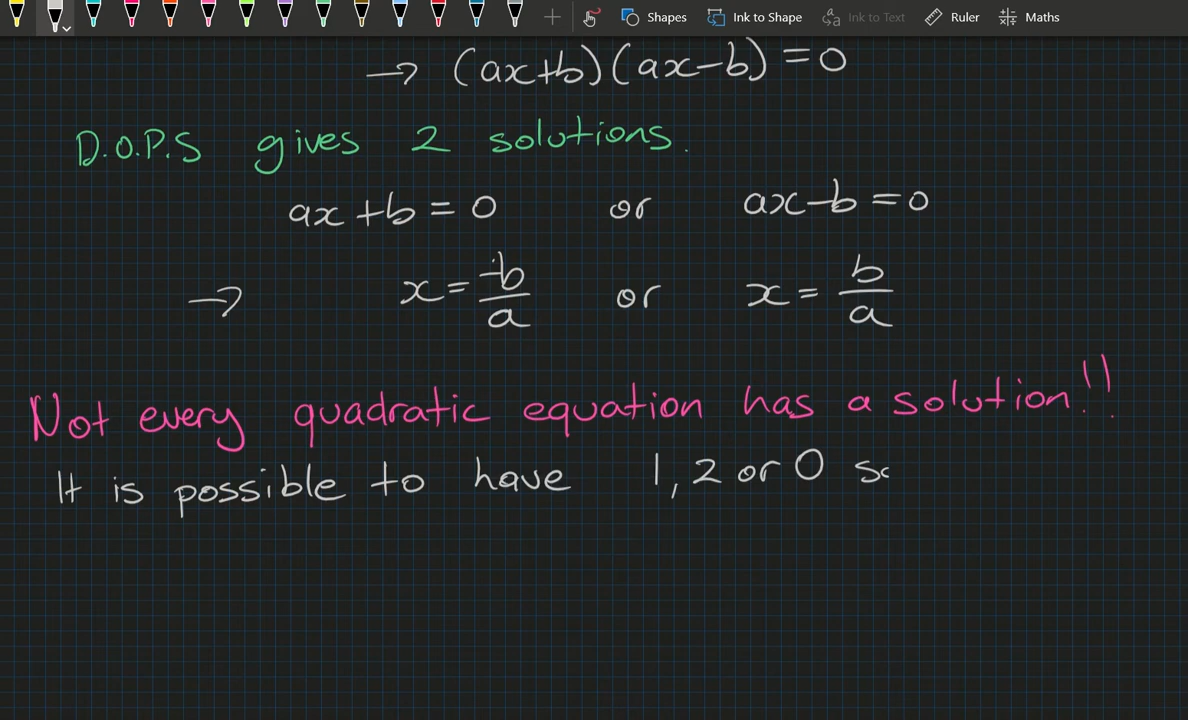 Shapes Ink to Shape Ink to Text Ruler Maths
→ (ax+b)(ax-b)=0
D.O.P.S gives 2 solutions.
ax+b=0 or ax-b=0
→ x=-b/a or x=b/a
Not every quadratic equation has a solution!!
It is possible to have 1, 2 or 0 so